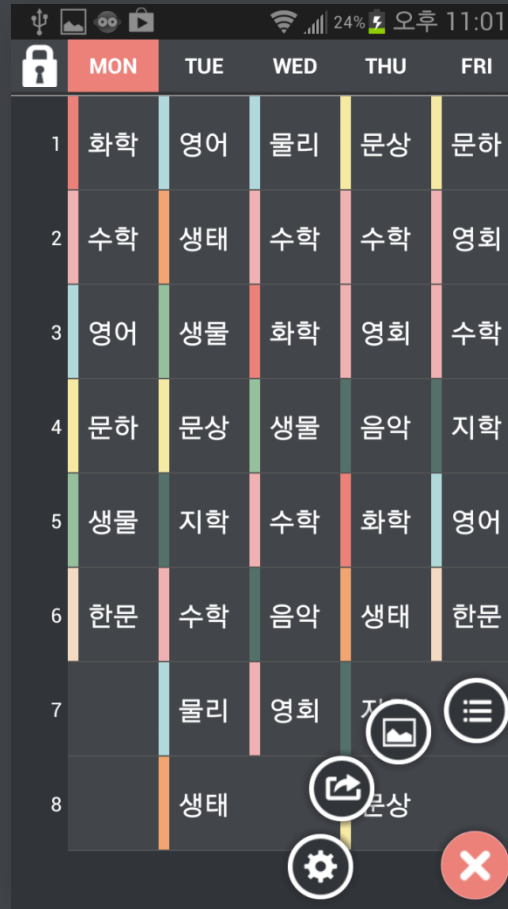 24% 오후 11:01
MON TUE WED THU FRI
1 화학 영어 물리 문상 문하
2 수학 생태 수학 수학 영회
3 영어 생물 화학 영회 수학
4 문하 문상 생물 음악 지학
5 생물 지학 수학 화학 영어
6 한문 수학 음악 생태 한문
7 물리 영회
8 생태 문상